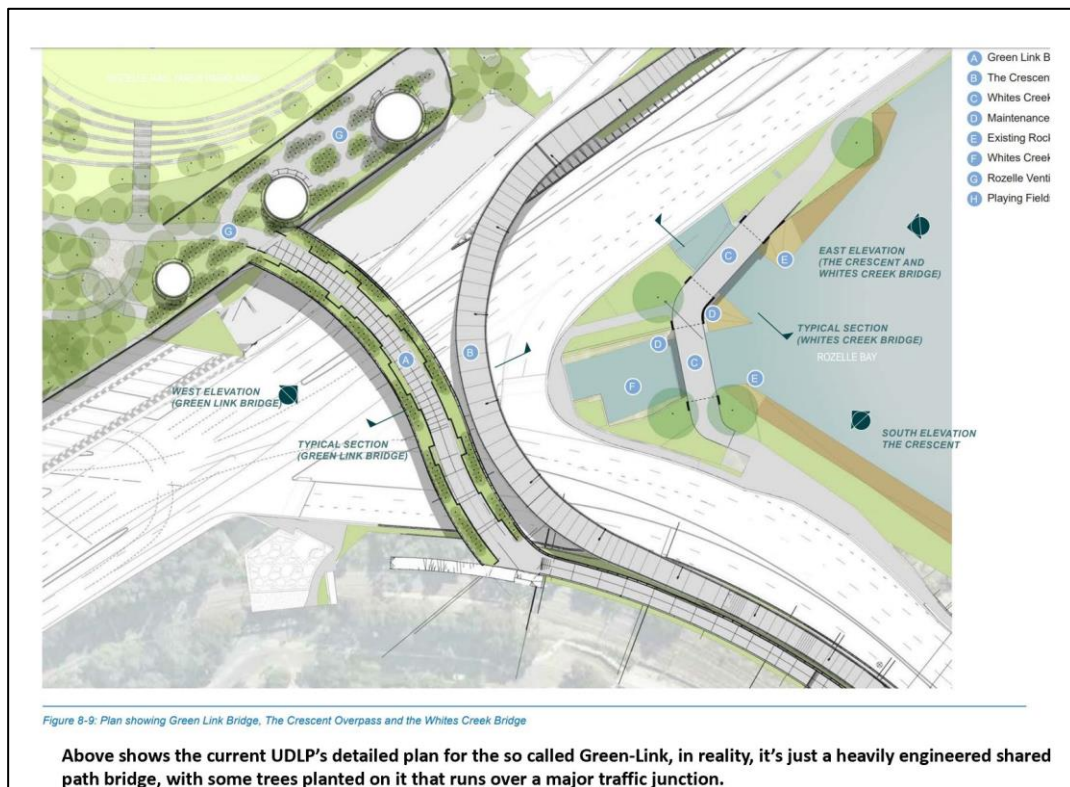 A Green Link B
B The Crescen
C Whites Creek
D Maintenance
E Existing Rock
F Whites Creek
G Rozelle Venti
H Playing Field
G
G
C
E
EAST ELEVATION
(THE CRESCENT AND
WHITES CREEK BRIDGE)
D
TYPICAL SECTION
(WHITES CREEK BRIDGE)
ROZELLE BAY
A
B
D
C
F
E
WEST ELEVATION
(GREEN LINK BRIDGE)
TYPICAL SECTION
(GREEN LINK BRIDGE)
SOUTH ELEVATION
THE CRESCENT
Figure 8-9: Plan showing Green Link Bridge, The Crescent Overpass and the Whites Creek Bridge
Above shows the current UDLP's detailed plan for the so called Green-Link, in reality, it's just a heavily engineered shared
path bridge, with some trees planted on it that runs over a major traffic junction.